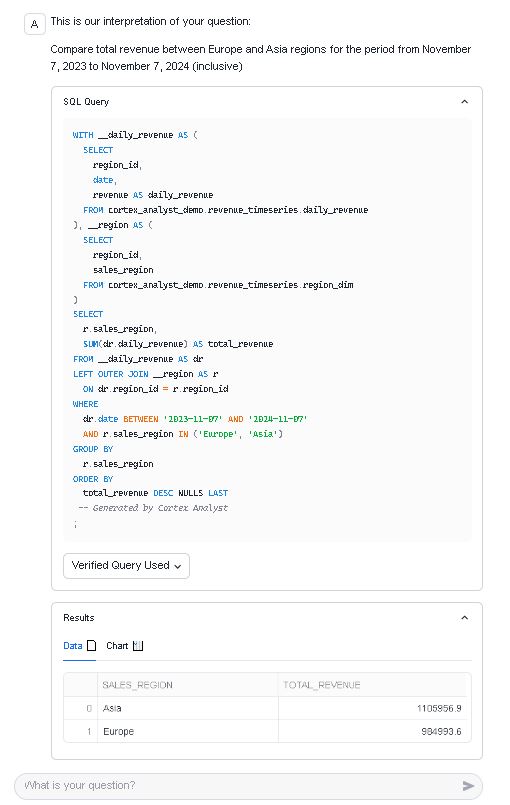 A
This is our interpretation of your question:
Compare total revenue between Europe and Asia regions for the period from November
7, 2023 to November 7, 2024 (inclusive)
SQL Query
WITH __daily_revenue AS (
SELECT
region_id,
date,
revenue AS daily_revenue
FROM cortex_analyst_demo.revenue_timeseries.daily_revenue
), __region AS (
SELECT
region_id,
sales_region
FROM cortex_analyst_demo.revenue_timeseries.region_dim
)
SELECT
r.sales_region,
SUM(dr.daily_revenue) AS total_revenue
FROM __daily_revenue AS dr
LEFT OUTER JOIN __region AS r
ON dr.region_id = r.region_id
WHERE
dr.date BETWEEN '2023-11-07' AND '2024-11-07'
AND r.sales_region IN ('Europe', 'Asia')
GROUP BY
r.sales_region
ORDER BY
total_revenue DESC NULLS LAST
-- Generated by Cortex Analyst
;
Verified Query Used
Results
Data Chart
SALES_REGION TOTAL_REVENUE
0 Asia 1105956.9
1 Europe 984993.6
What is your question?